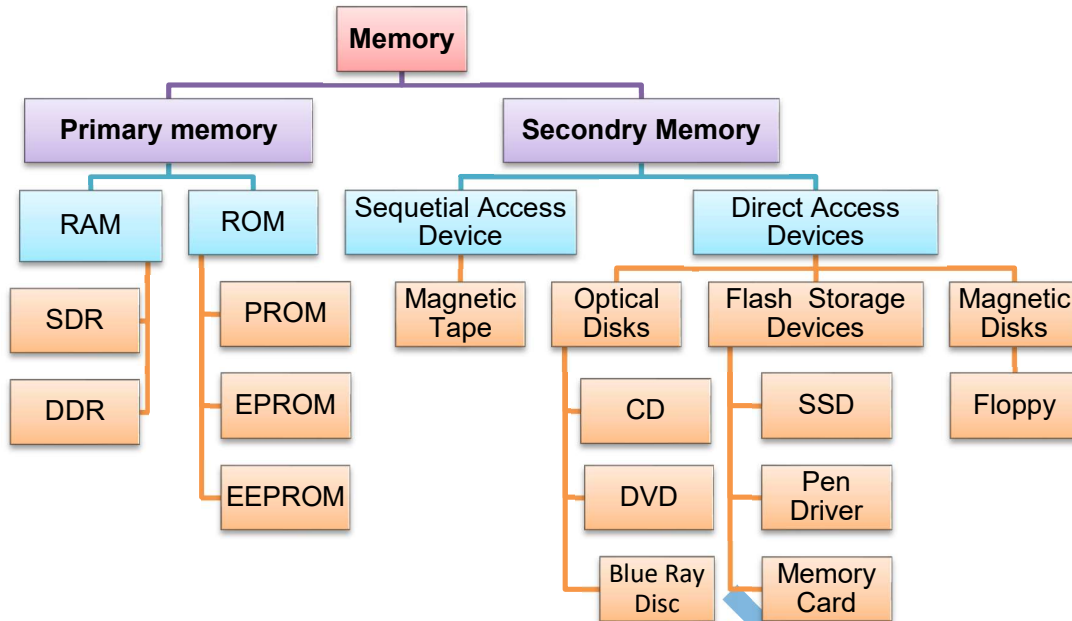 Memory
Primary memory
Secondry Memory
RAM
ROM
Sequetial Access
Device
Direct Access
Devices
SDR
DDR
PROM
EPROM
EEPROM
Magnetic
Tape
Optical
Disks
Flash Storage
Devices
Magnetic
Disks
CD
DVD
Blue Ray
Disc
SSD
Pen
Driver
Memory
Card
Floppy